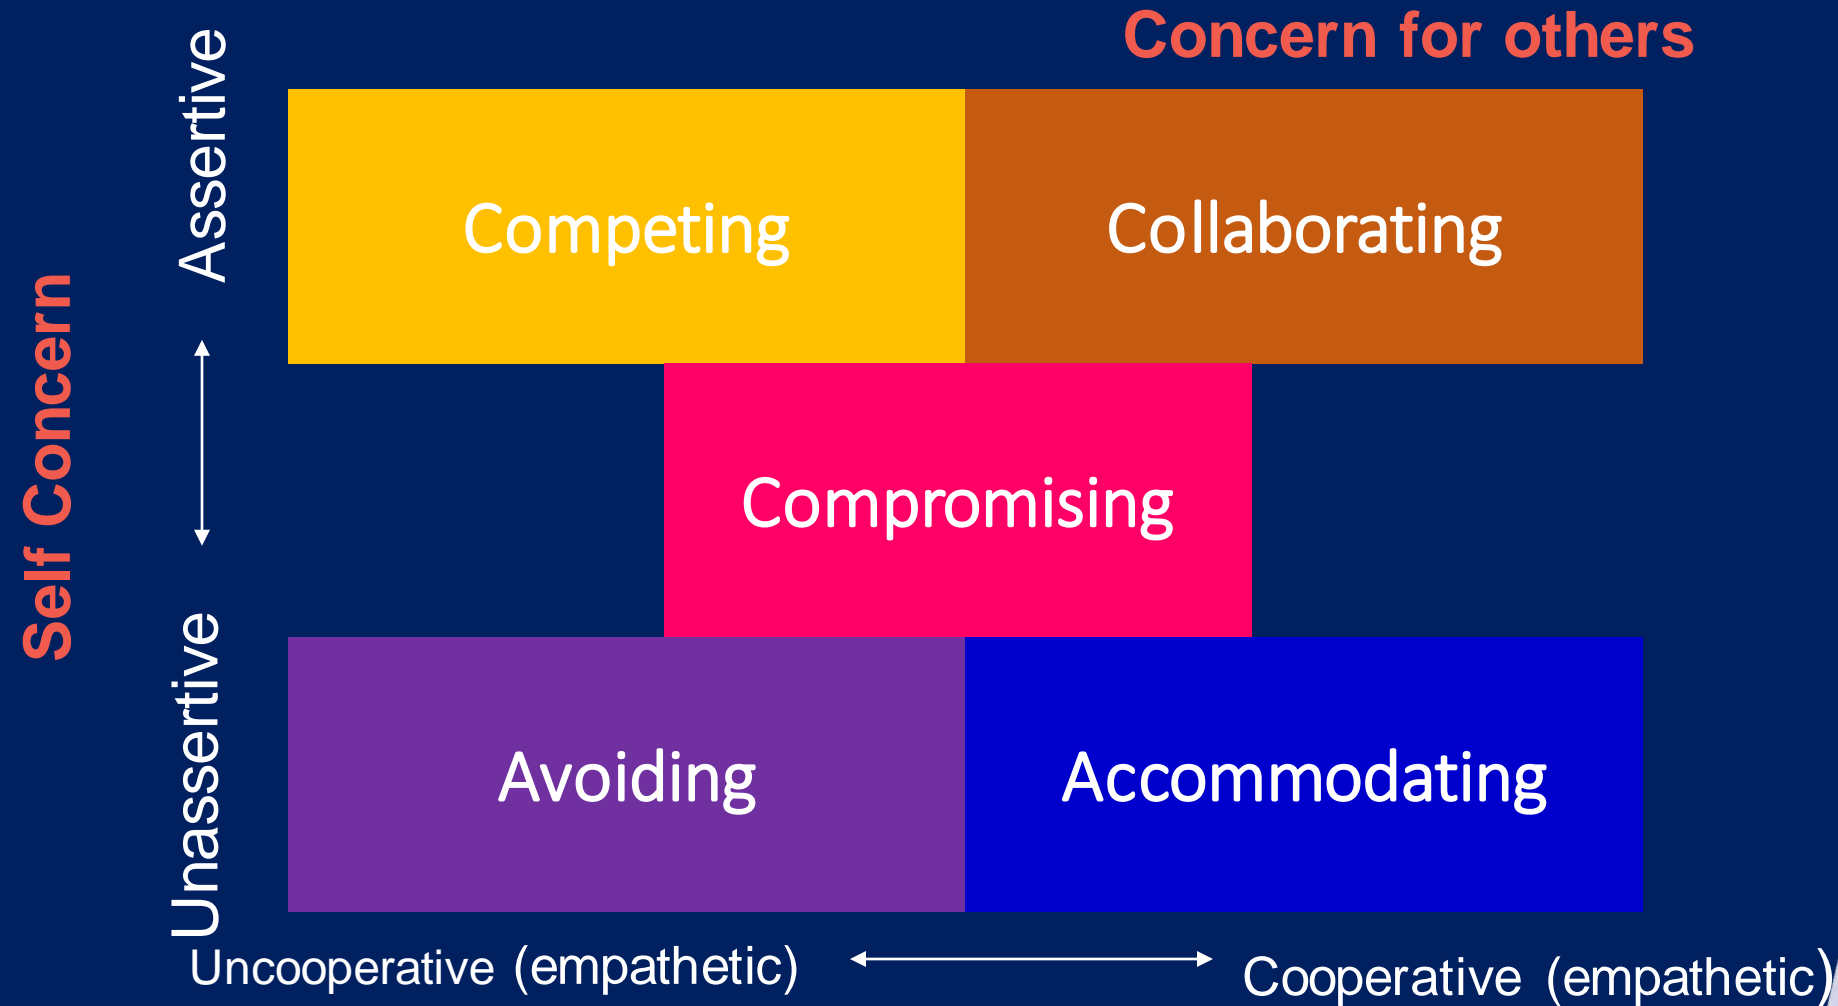 Concern for others
Assertive
Competing
Collaborating
Self Concern
Compromising
Unassertive
Avoiding
Accommodating
Uncooperative (empathetic)
Cooperative (empathetic)